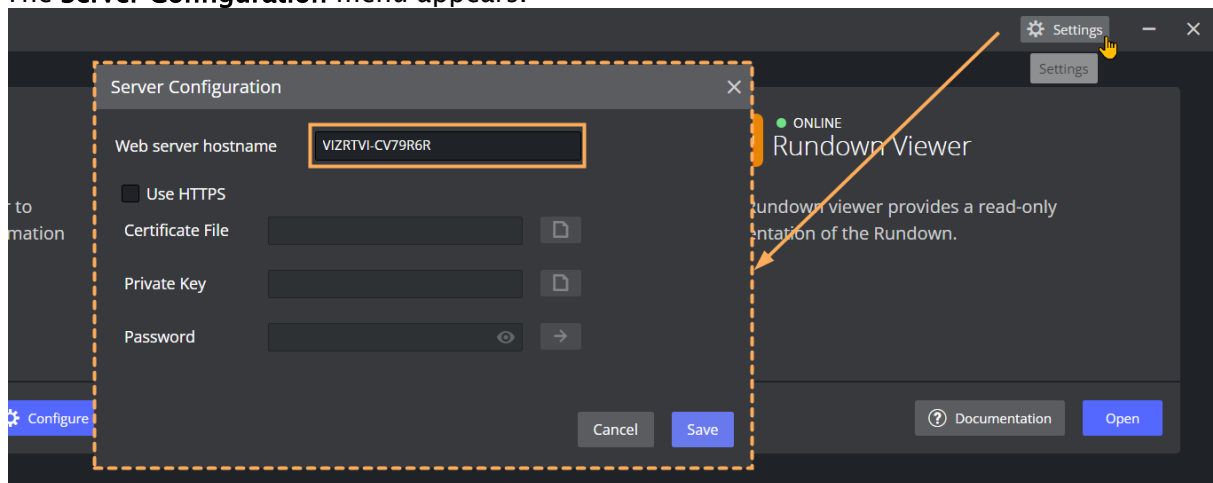 The Server Configuration menu appears.
Settings
Settings
Server Configuration
Web server hostname
VIZRTVI-CV79R6R
Use HTTPS
Certificate File
Private Key
Password
Cancel
Save
to
mation
Configure
ONLINE
Rundown Viewer
undown viewer provides a read-only
entation of the Rundown.
Documentation
Open